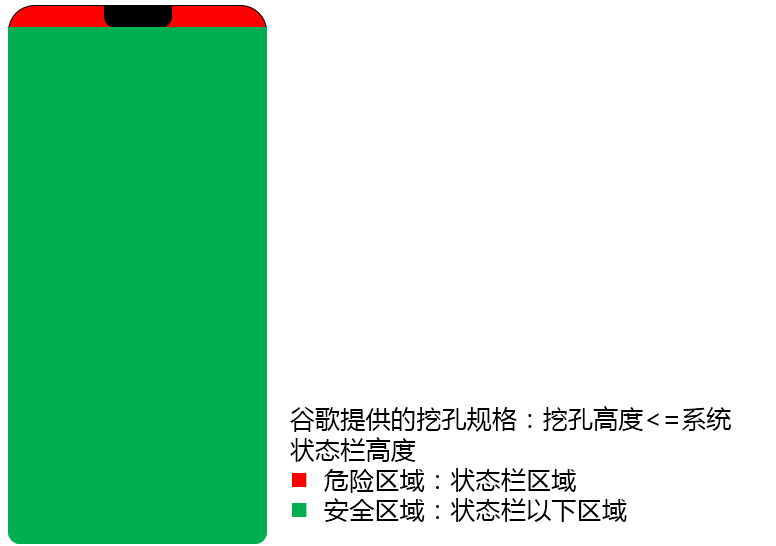 谷歌提供的挖孔规格：挖孔高度<=系统
状态栏高度
危险区域：状态栏区域
安全区域：状态栏以下区域